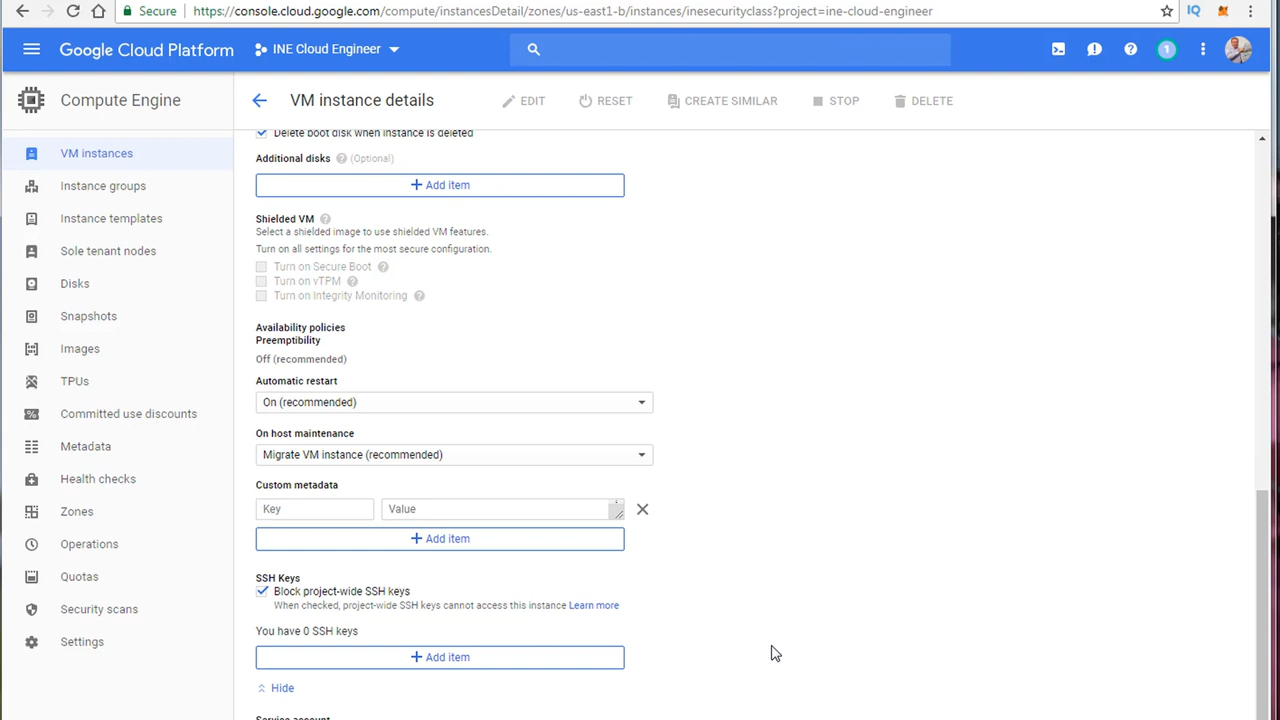 Secure
https://console.cloud.google.com/compute/instancesDetail/zones/us-east1-b/instances/inesecurityclass?project=ine-cloud-engineer
IQ
Google Cloud Platform
INE Cloud Engineer
1
Compute Engine
VM instances
Instance groups
Instance templates
Sole tenant nodes
Disks
Snapshots
Images
TPUs
Committed use discounts
Metadata
Health checks
Zones
Operations
Quotas
Security scans
Settings
VM instance details
EDIT
RESET
CREATE SIMILAR
STOP
DELETE
Delete boot disk when instance is deleted
Additional disks ? (Optional)
+ Add item
Shielded VM ?
Select a shielded image to use shielded VM features.
Turn on all settings for the most secure configuration.
Turn on Secure Boot ?
Turn on vTPM ?
Turn on Integrity Monitoring ?
Availability policies
Preemptibility
Off (recommended)
Automatic restart
On (recommended)
On host maintenance
Migrate VM instance (recommended)
Custom metadata
Key
Value
+ Add item
SSH Keys
Block project-wide SSH keys
When checked, project-wide SSH keys cannot access this instance Learn more
You have 0 SSH keys
+ Add item
Hide
Service account